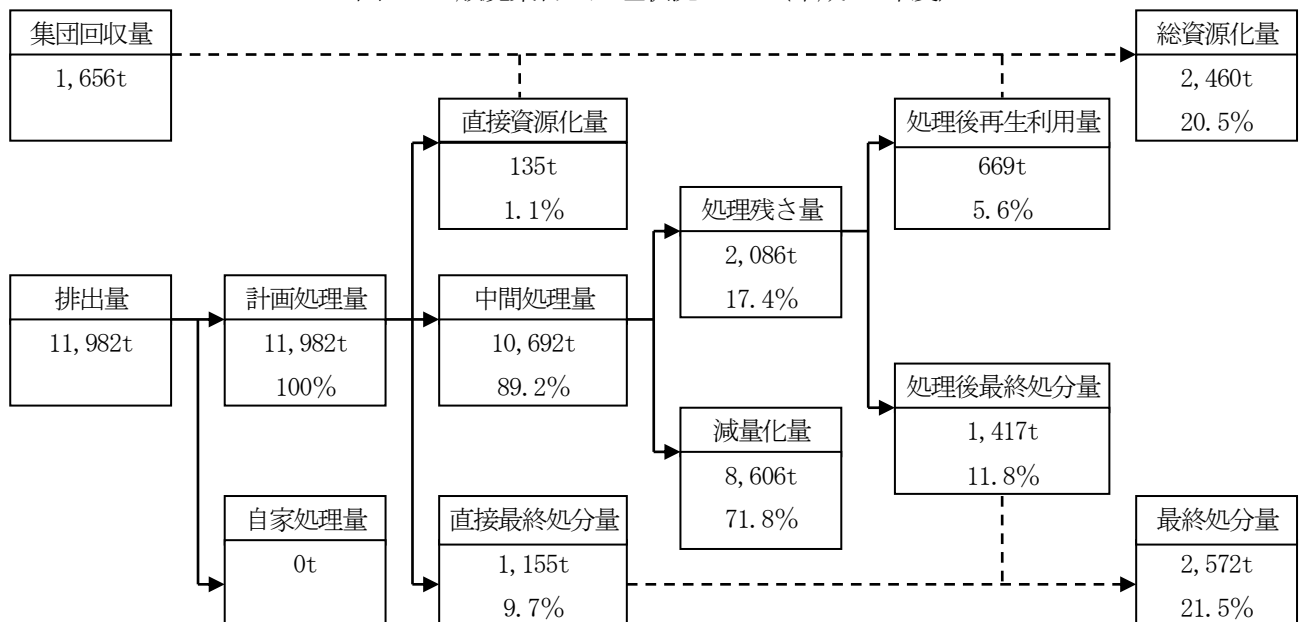 集団回収量
1,656t
総資源化量
2,460t
20.5%
直接資源化量
135t
1.1%
処理後再生利用量
669t
5.6%
処理残さ量
2,086t
17.4%
排出量
11,982t
計画処理量
11,982t
100%
中間処理量
10,692t
89.2%
処理後最終処分量
1,417t
11.8%
減量化量
8,606t
71.8%
自家処理量
0t
直接最終処分量
1,155t
9.7%
最終処分量
2,572t
21.5%